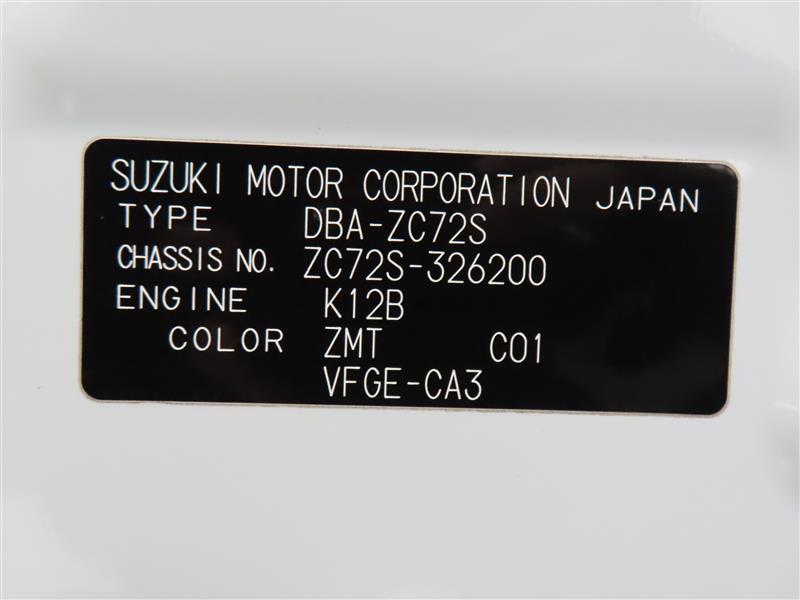 SUZUKI MOTOR CORPORATION JAPAN
TYPE DBA-ZC72S
CHASSIS NO. ZC72S-326200
ENGINE K12B
COLOR ZMT C01
VFGE-CA3